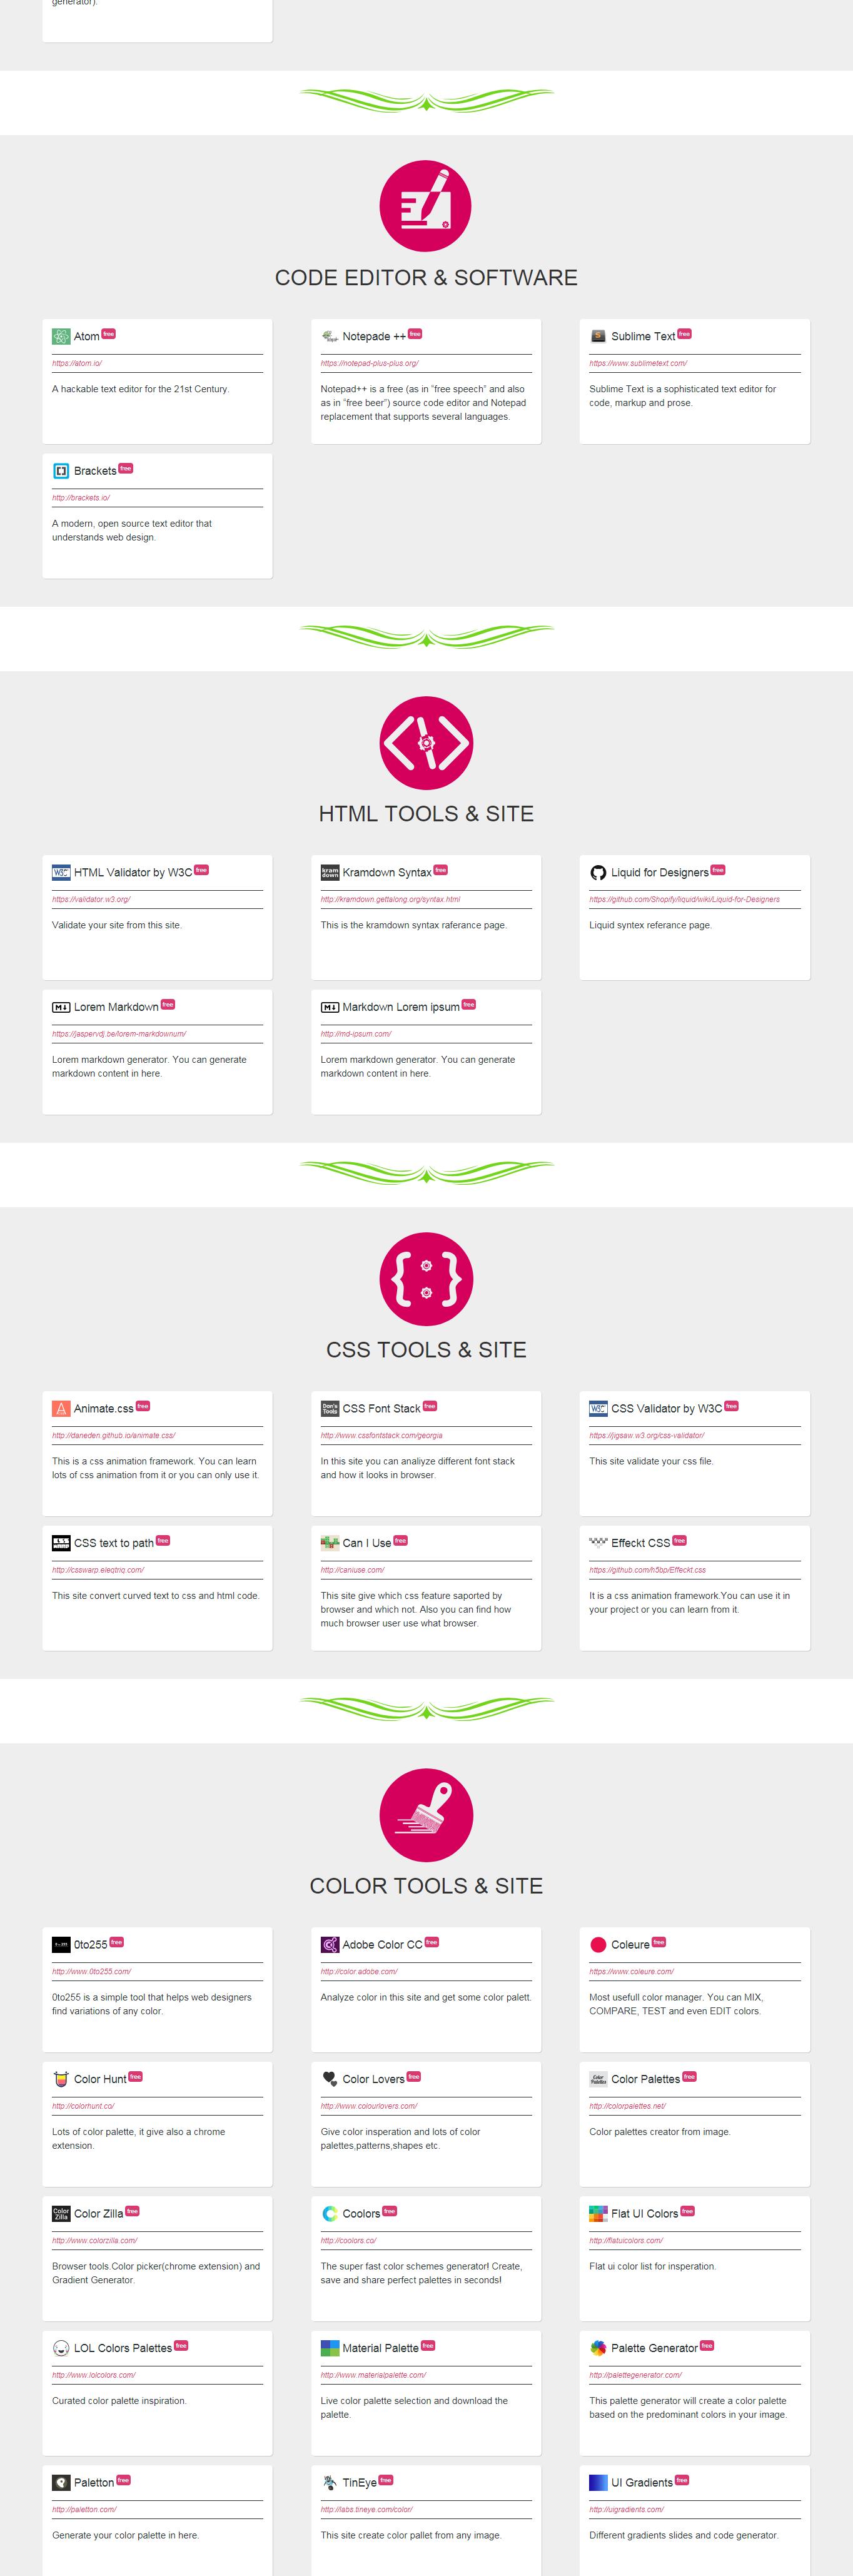 generator).
CODE EDITOR & SOFTWARE
Atom free
https://atom.io/
A hackable text editor for the 21st Century.
Notepade ++ free
https://notepad-plus-plus.org/
Notepad++ is a free (as in "free speech" and also
as in "free beer") source code editor and Notepad
replacement that supports several languages.
Sublime Text free
https://www.sublimetext.com/
Sublime Text is a sophisticated text editor for
code, markup and prose.
Brackets free
http://brackets.io/
A modern, open source text editor that
understands web design.
HTML TOOLS & SITE
W3C HTML Validator by W3C free
https://validator.w3.org/
Validate your site from this site.
kram
down
Kramdown Syntax free
http://kramdown.gettalong.org/syntax.html
This is the kramdown syntax raferance page.
Liquid for Designers free
https://github.com/Shopify/liquid/wiki/Liquid-for-Designers
Liquid syntex referance page.
M Lorem Markdown free
https://jaspervdj.be/lorem-markdownum/
Lorem markdown generator. You can generate
markdown content in here.
M Markdown Lorem ipsum free
http://md-ipsum.com/
Lorem markdown generator. You can generate
markdown content in here.
CSS TOOLS & SITE
Animate.css free
http://daneden.github.io/animate.css/
This is a css animation framework. You can learn
lots of css animation from it or you can only use it.
Dan's
Tools
CSS Font Stack free
http://www.cssfontstack.com/georgia
In this site you can analiyze different font stack
and how it looks in browser.
W3C CSS Validator by W3C free
https://jigsaw.w3.org/css-validator/
This site validate your css file.
CSS
WARP
CSS text to path free
http://csswarp.eleqtriq.com/
This site convert curved text to css and html code.
Can I Use free
http://caniuse.com/
This site give which css feature saported by
browser and which not. Also you can find how
much browser user use what browser.
Effeckt CSS free
https://github.com/h5bp/Effeckt.css
It is a css animation framework.You can use it in
your project or you can learn from it.
COLOR TOOLS & SITE
0to255 free
http://www.0to255.com/
0to255 is a simple tool that helps web designers
find variations of any color.
Adobe Color CC free
http://color.adobe.com/
Analyze color in this site and get some color palett.
Coleure free
https://www.coleure.com/
Most usefull color manager. You can MIX,
COMPARE, TEST and even EDIT colors.
Color Hunt free
http://colorhunt.co/
Lots of color palette, it give also a chrome
extension.
Color Lovers free
http://www.colourlovers.com/
Give color insperation and lots of color
palettes,patterns,shapes etc.
Color
Palettes
Color Palettes free
http://colorpalettes.net/
Color palettes creator from image.
Color
Zilla
Color Zilla free
http://www.colorzilla.com/
Browser tools.Color picker(chrome extension) and
Gradient Generator.
Coolors free
http://coolors.co/
The super fast color schemes generator! Create,
save and share perfect palettes in seconds!
Flat UI Colors free
http://flatuicolors.com/
Flat ui color list for insperation.
LOL Colors Palettes free
http://www.lolcolors.com/
Curated color palette inspiration.
Material Palette free
http://www.materialpalette.com/
Live color palette selection and download the
palette.
Palette Generator free
http://palettegenerator.com/
This palette generator will create a color palette
based on the predominant colors in your image.
Paletton free
http://paletton.com/
Generate your color palette in here.
TinEye free
http://labs.tineye.com/color/
This site create color pallet from any image.
UI Gradients free
http://uigradients.com/
Different gradients slides and code generator.